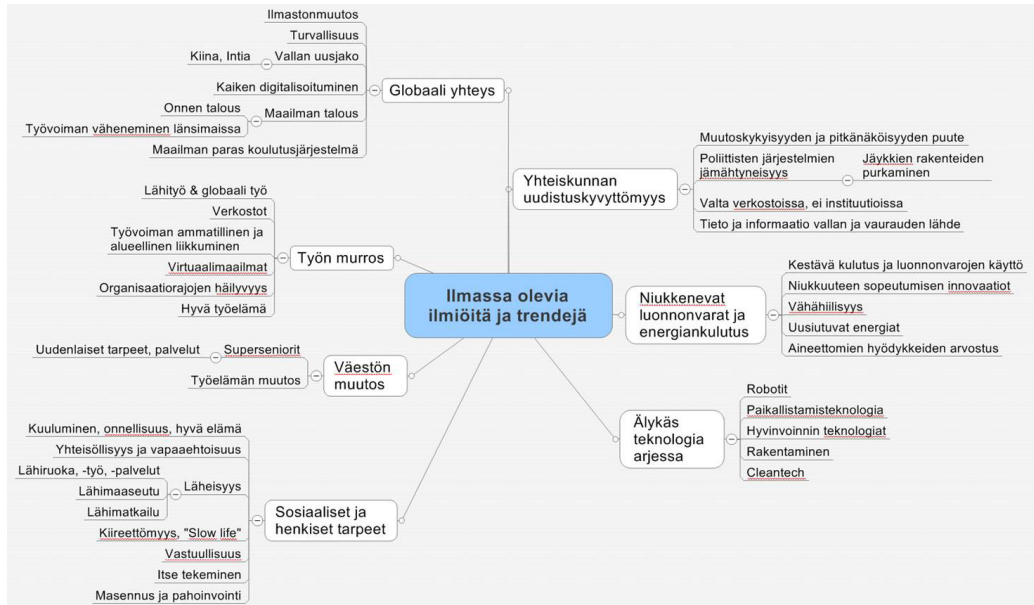 Ilmassa olevia
ilmiöitä ja trendejä
Globaali yhteys
Ilmastonmuutos
Turvallisuus
Vallan uusjako
Kiina, Intia
Kaiken digitalisoituminen
Maailman talous
Onnen talous
Työvoiman väheneminen länsimaissa
Maailman paras koulutusjärjestelmä
Työn murros
Lähityö & globaali työ
Verkostot
Työvoiman ammatillinen ja
alueellinen liikkuminen
Virtuaalimaailmat
Organisaatiorajojen häilyvyys
Hyvä työelämä
Väestön
muutos
Superseniorit
Uudenlaiset tarpeet, palvelut
Työelämän muutos
Sosiaaliset ja
henkiset tarpeet
Kuuluminen, onnellisuus, hyvä elämä
Yhteisöllisyys ja vapaaehtoisuus
Läheisyys
Lähiruoka, -työ, -palvelut
Lähimaaseutu
Lähimatkailu
Kiireettömyys, "Slow life"
Vastuullisuus
Itse tekeminen
Masennus ja pahoinvointi
Yhteiskunnan
uudistuskyvyttömyys
Muutoskykyisyyden ja pitkänäköisyyden puute
Poliittisten järjestelmien
jämähtyneisyys
Jäykkien rakenteiden
purkaminen
Valta verkostoissa, ei instituutioissa
Tieto ja informaatio vallan ja vaurauden lähde
Niukkenevat
luonnonvarat ja
energiankulutus
Kestävä kulutus ja luonnonvarojen käyttö
Niukkuuteen sopeutumisen innovaatiot
Vähähiilisyys
Uusiutuvat energiat
Aineettomien hyödykkeiden arvostus
Älykäs
teknologia
arjessa
Robotit
Paikallistamisteknologia
Hyvinvoinnin teknologiat
Rakentaminen
Cleantech